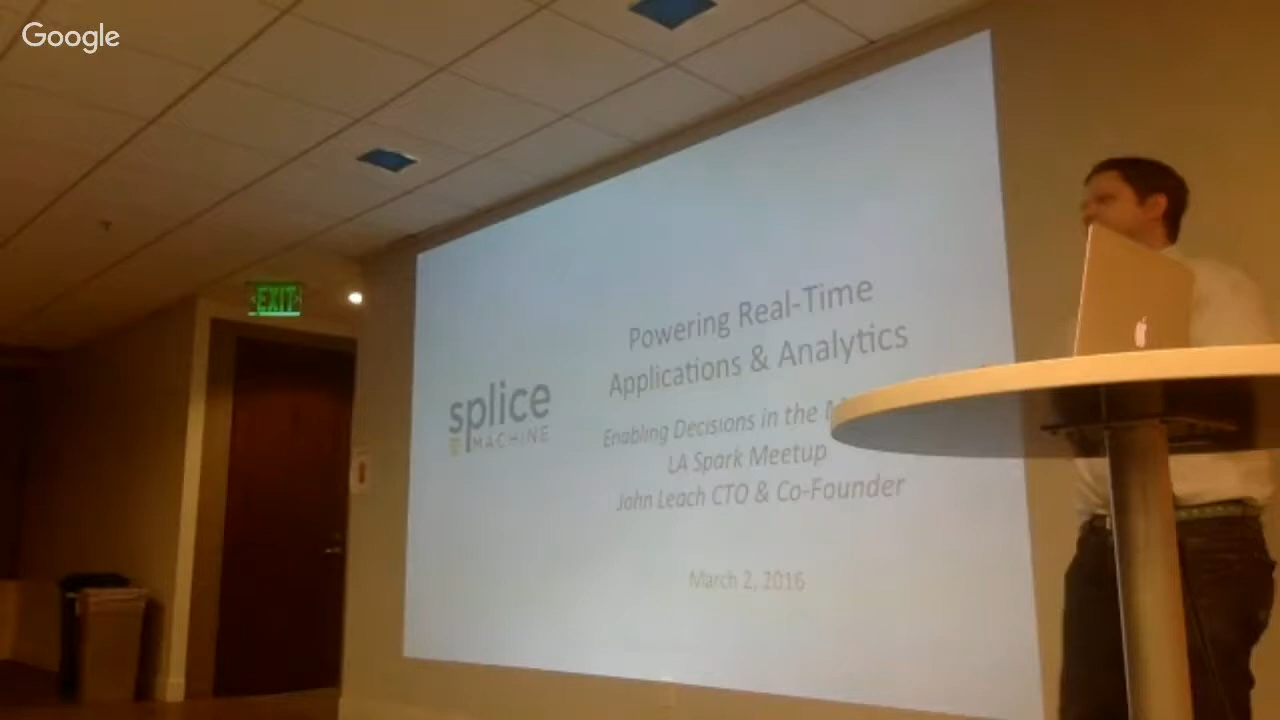 Google
EXIT
Powering Real-Time
Applications & Analytics
splice
MACHINE
Enabling Decisions in the
LA Spark Meetup
John Leach CTO & Co-Founder
March 2, 2016